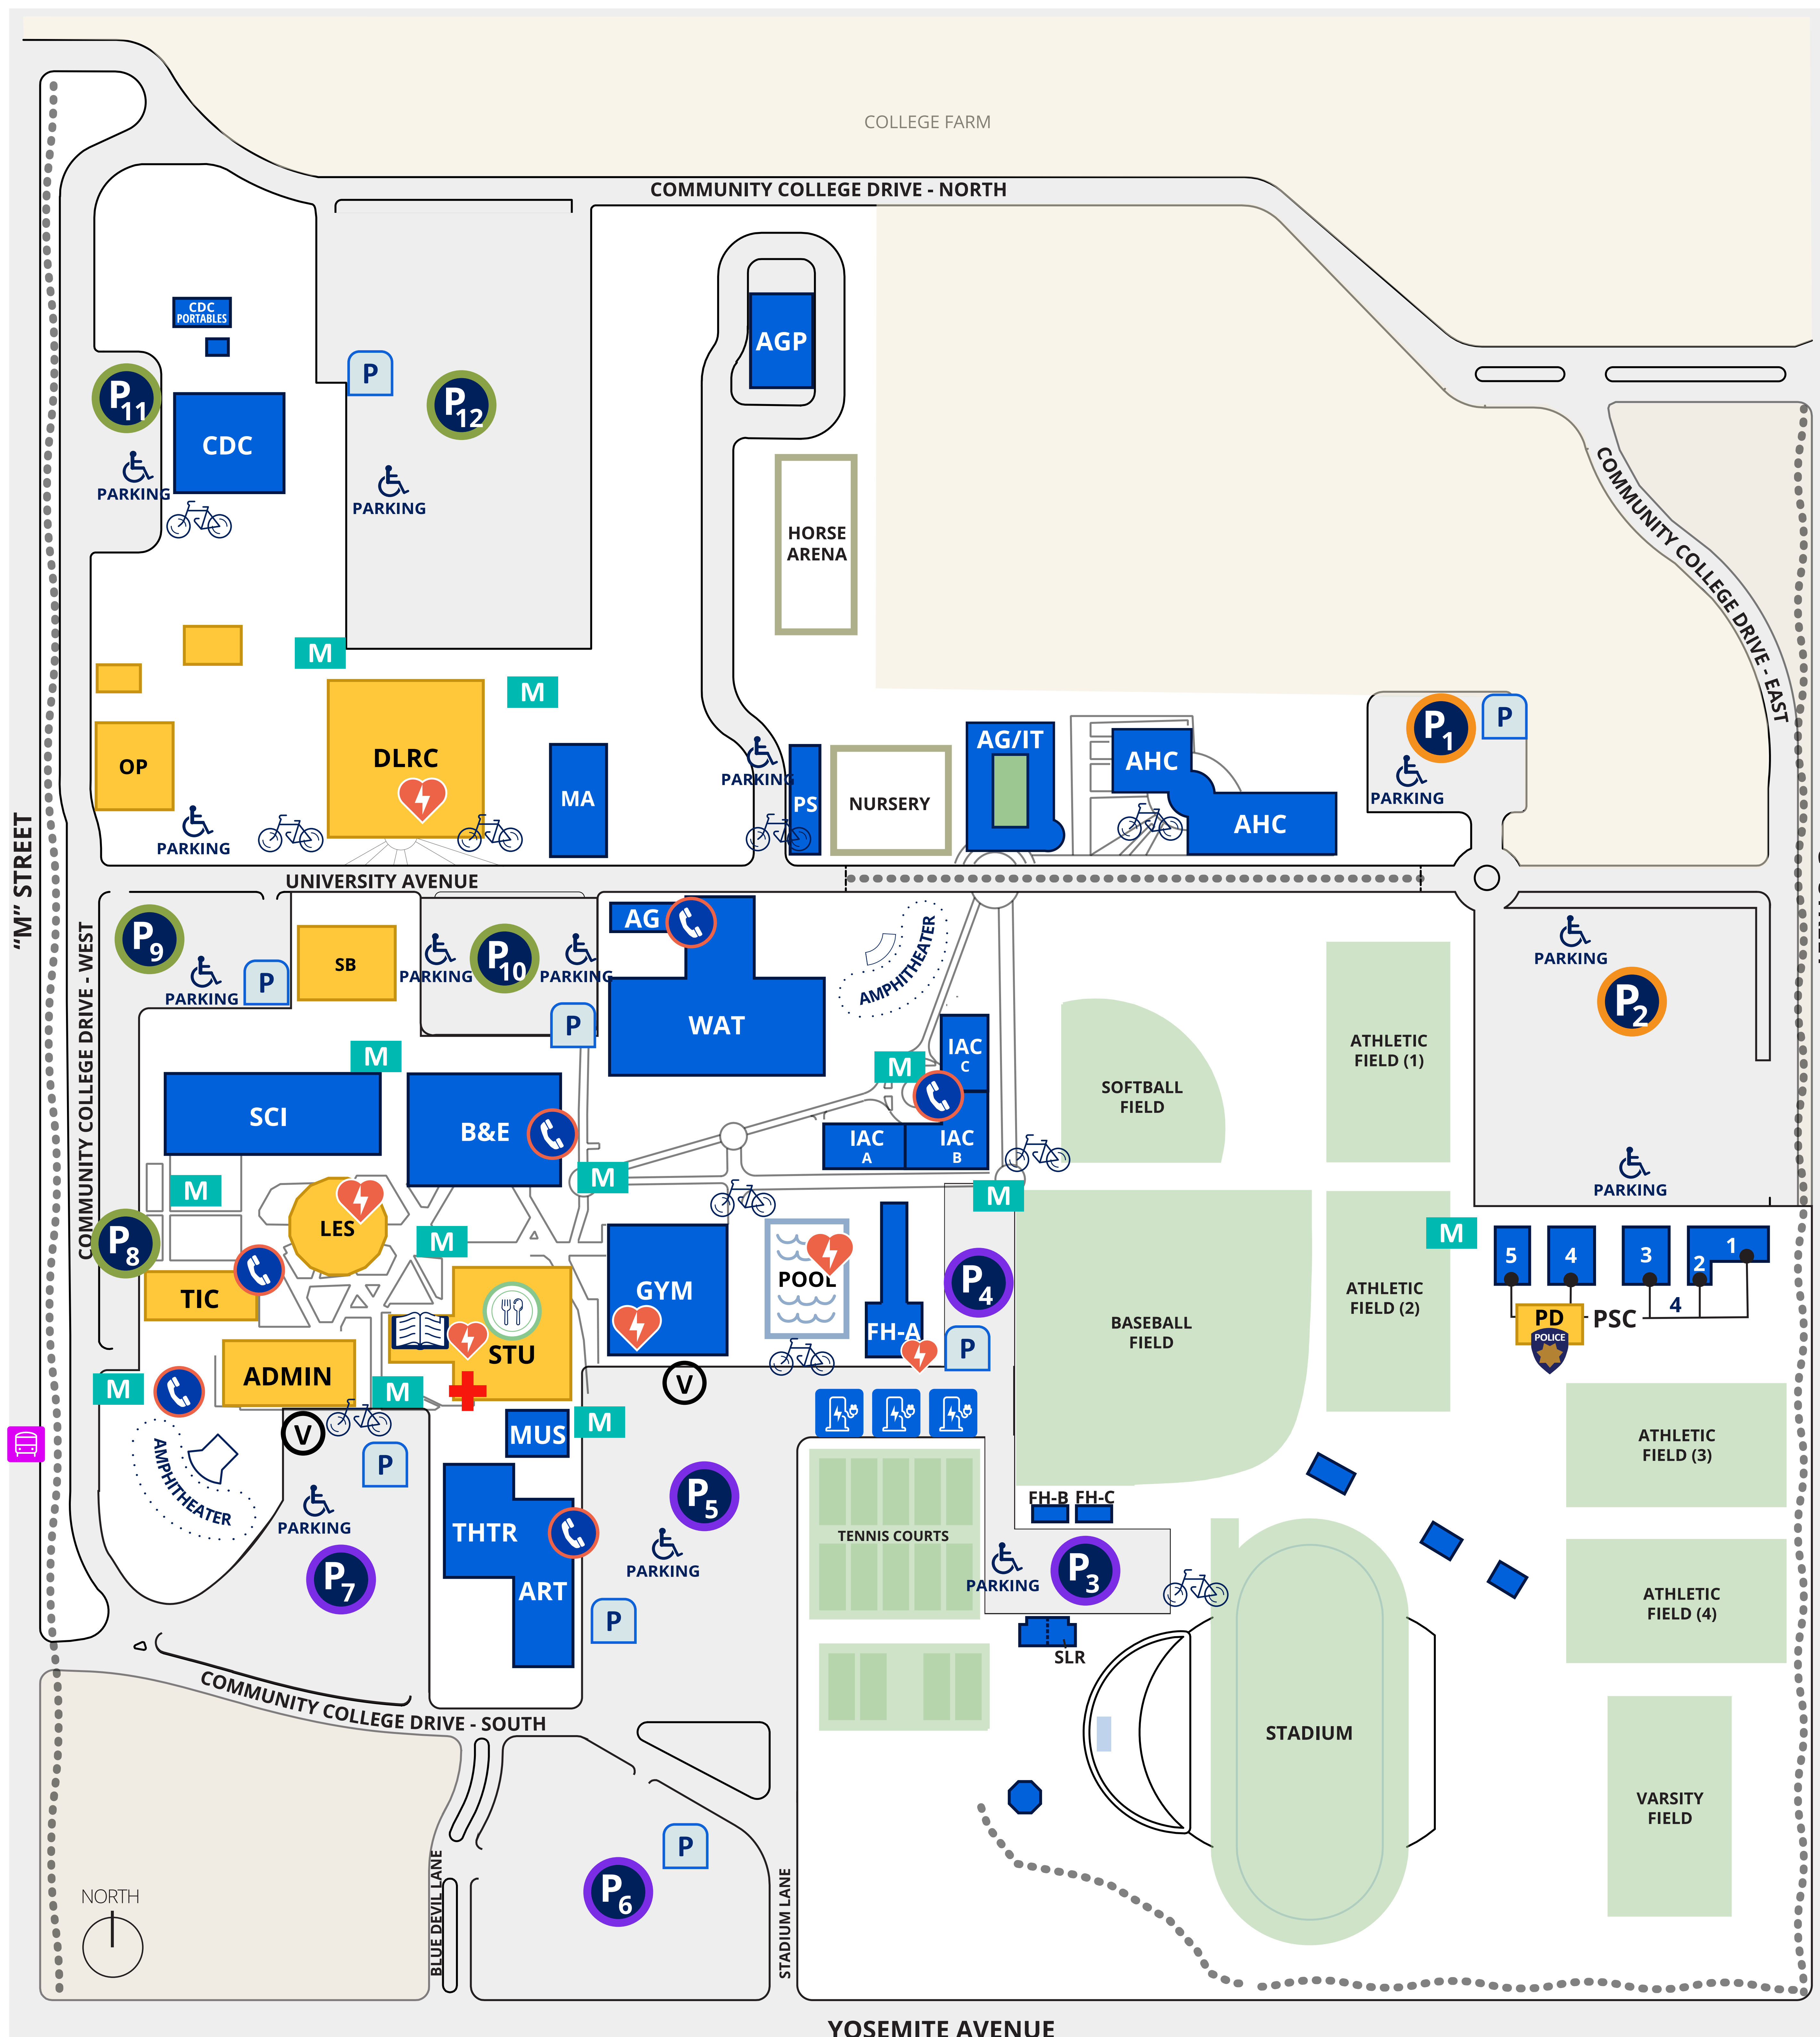 COLLEGE FARM
COMMUNITY COLLEGE DRIVE - NORTH
CDC
PORTABLES
AGP
P
P11
P12
CDC
PARKING
PARKING
HORSE
ARENA
COMMUNITY COLLEGE DRIVE - EAST
M
M
P1
P
OP
DLRC
MA
PARKING
PS
NURSERY
AG/IT
AHC
AHC
PARKING
PARKING
"M" STREET
UNIVERSITY AVENUE
COMMUNITY COLLEGE DRIVE - WEST
P9
PARKING
P
SB
PARKING
P10
PARKING
P
AG
WAT
AMPHITHEATER
PARKING
P2
ATHLETIC
FIELD (1)
M
M
IAC
C
SOFTBALL
FIELD
SCI
B&E
IAC
A
IAC
B
M
M
M
PARKING
LES
M
P8
TIC
GYM
POOL
FH-A
P4
P
BASEBALL
FIELD
ATHLETIC
FIELD (2)
M
5
4
3
2
1
4
PD
POLICE
PSC
STU
ADMIN
M
M
V
V
M
MUS
P
AMPHITHEATER
PARKING
P7
THTR
ART
P5
PARKING
P
TENNIS COURTS
FH-B
FH-C
PARKING
P3
SLR
ATHLETIC
FIELD (3)
ATHLETIC
FIELD (4)
STADIUM
VARSITY
FIELD
COMMUNITY COLLEGE DRIVE - SOUTH
P
P6
BLUE DEVIL LANE
STADIUM LANE
NORTH
YOSEMITE AVENUE